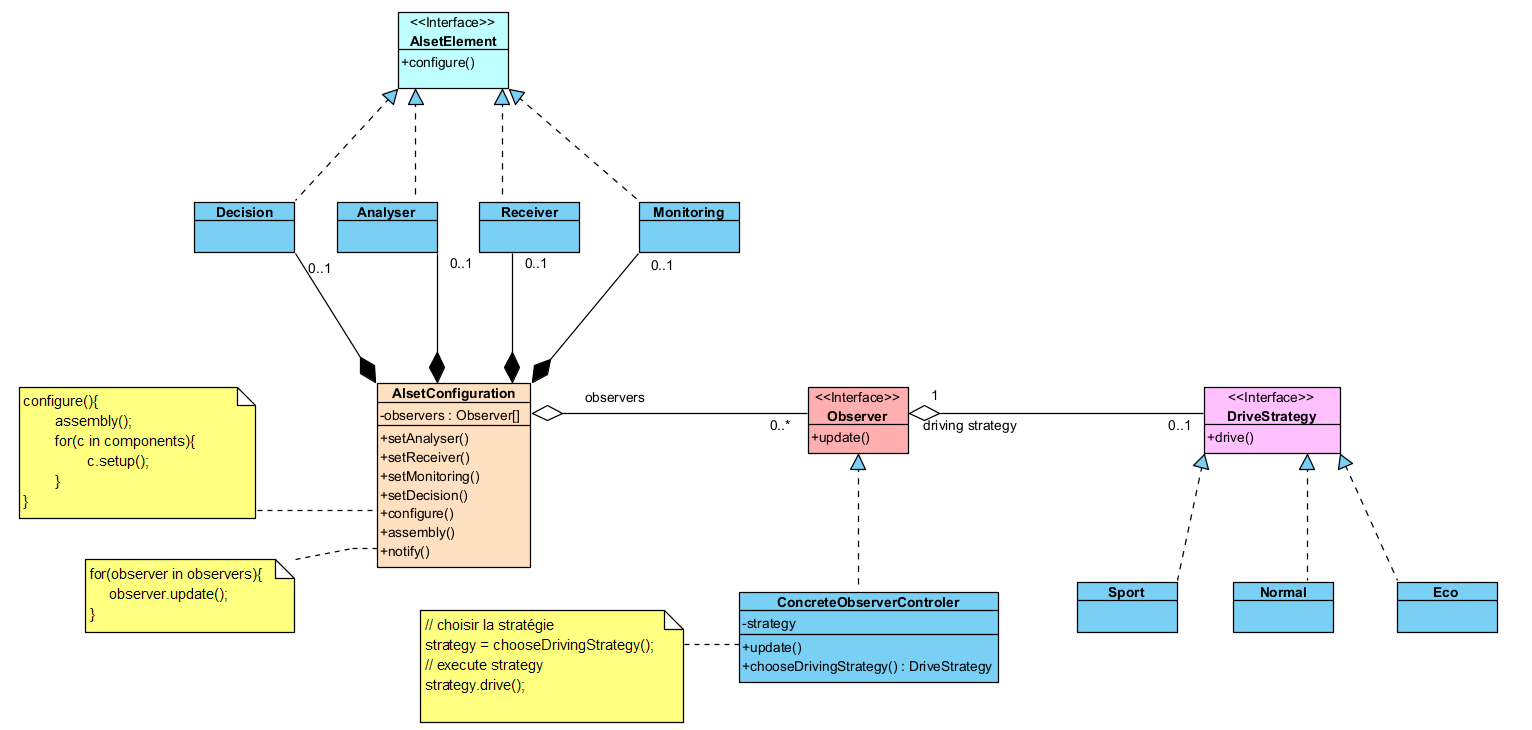 <<Interface>>
AlsetElement
+configure()
Decision
Analyser
Receiver
Monitoring
0..1
0..1
0..1
0..1
configure(){
assembly();
for(c in components){
c.setup();
}
}
AlsetConfiguration
-observers : Observer[]
+setAnalyser()
+setReceiver()
+setMonitoring()
+setDecision()
+configure()
+assembly()
+notify()
observers
0..*
<<Interface>>
Observer
+update()
1
driving strategy
0..1
<<Interface>>
DriveStrategy
+drive()
for(observer in observers){
observer.update();
}
// choisir la stratégie
strategy = chooseDrivingStrategy();
// execute strategy
strategy.drive();
ConcreteObserverControler
-strategy
+update()
+chooseDrivingStrategy() : DriveStrategy
Sport
Normal
Eco